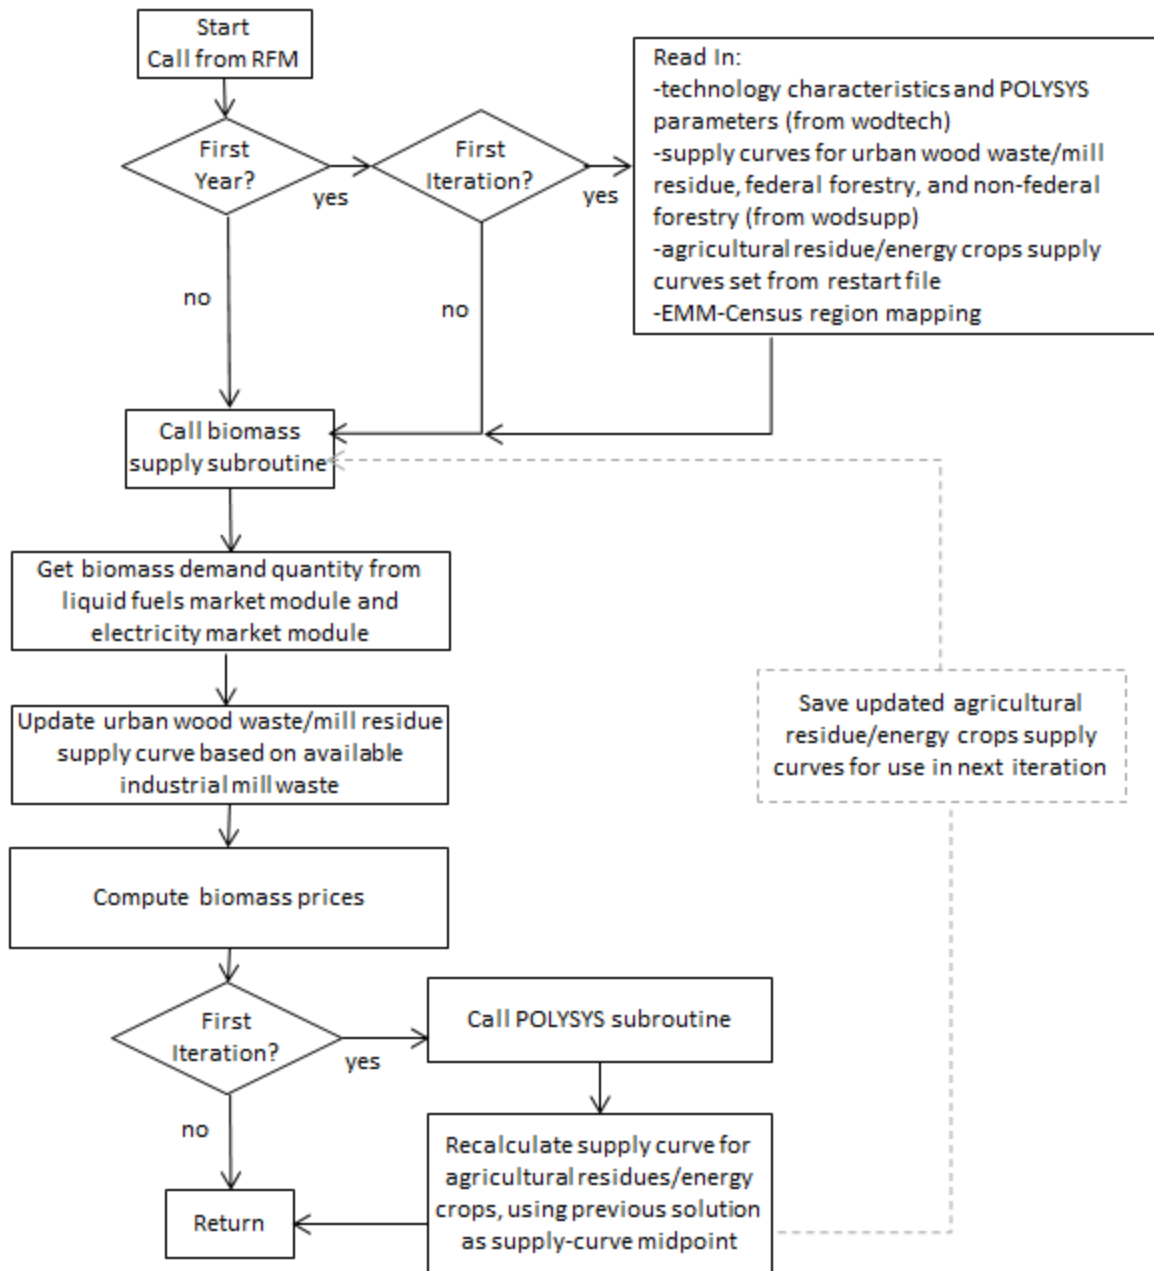 Start
Call from RFM
First
Year?
yes
First
Iteration?
yes
Read In:
-technology characteristics and POLYSYS
parameters (from wodtech)
-supply curves for urban wood waste/mill
residue, federal forestry, and non-federal
forestry (from wodsupp)
-agricultural residue/energy crops supply
curves set from restart file
-EMM-Census region mapping
no
no
Call biomass
supply subroutine
Get biomass demand quantity from
liquid fuels market module and
electricity market module
Update urban wood waste/mill residue
supply curve based on available
industrial mill waste
Save updated agricultural
residue/energy crops supply
curves for use in next iteration
Compute biomass prices
First
Iteration?
yes
Call POLYSYS subroutine
no
Recalculate supply curve for
agricultural residues/energy
crops, using previous solution
as supply-curve midpoint
Return